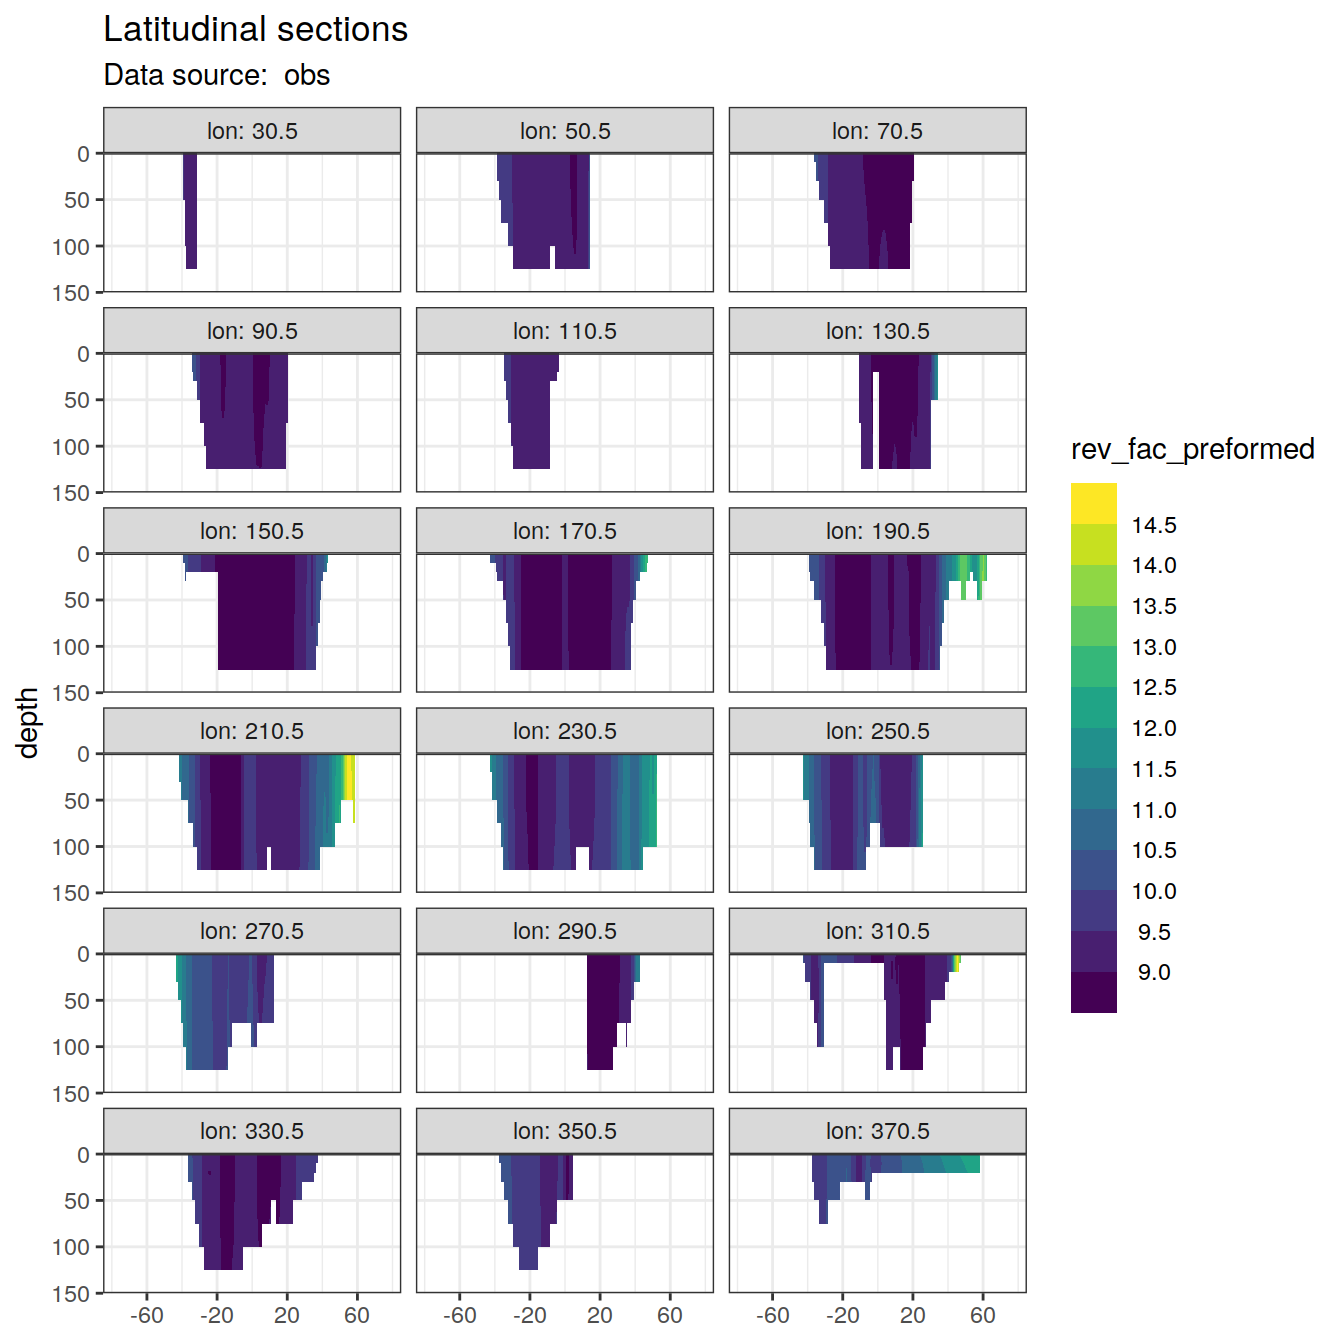 Latitudinal sections
Data source:  obs
lon: 30.5
lon: 50.5
lon: 70.5
0
50
100
150
lon: 90.5
lon: 110.5
lon: 130.5
0
50
100
150
lon: 150.5
lon: 170.5
lon: 190.5
0
50
100
150
lon: 210.5
lon: 230.5
lon: 250.5
0
50
100
150
lon: 270.5
lon: 290.5
lon: 310.5
0
50
100
150
lon: 330.5
lon: 350.5
lon: 370.5
0
50
100
150
-60 -20 20 60
-60 -20 20 60
-60 -20 20 60
depth
rev_fac_preformed
14.5
14.0
13.5
13.0
12.5
12.0
11.5
11.0
10.5
10.0
9.5
9.0